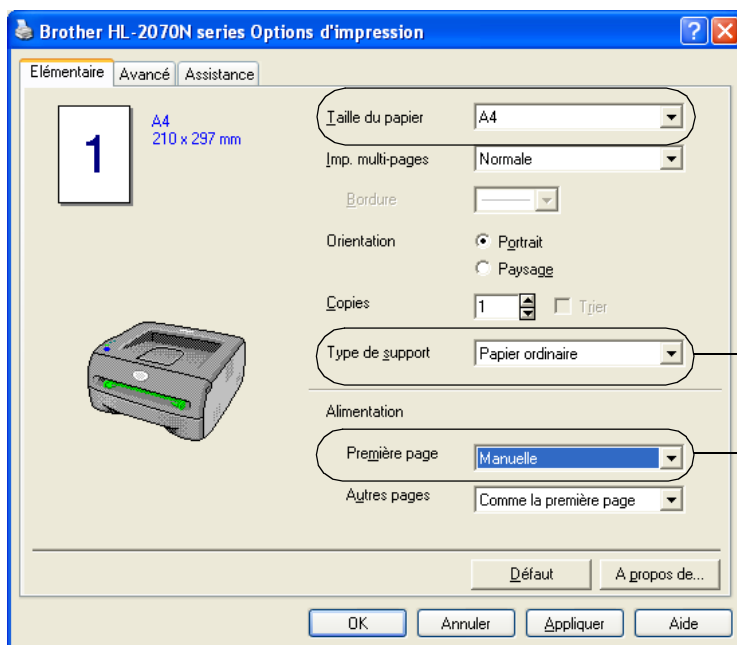 Brother HL-2070N series Options d'impression
Elémentaire Avancé Assistance
1
A4
210 x 297 mm
Taille du papier A4
Imp. multi-pages Normale
Bordure
Orientation Portrait
Paysage
Copies 1 Trier
Type de support Papier ordinaire
Alimentation
Première page Manuelle
Autres pages Comme la première page
Défaut A propos de...
OK Annuler Appliquer Aide